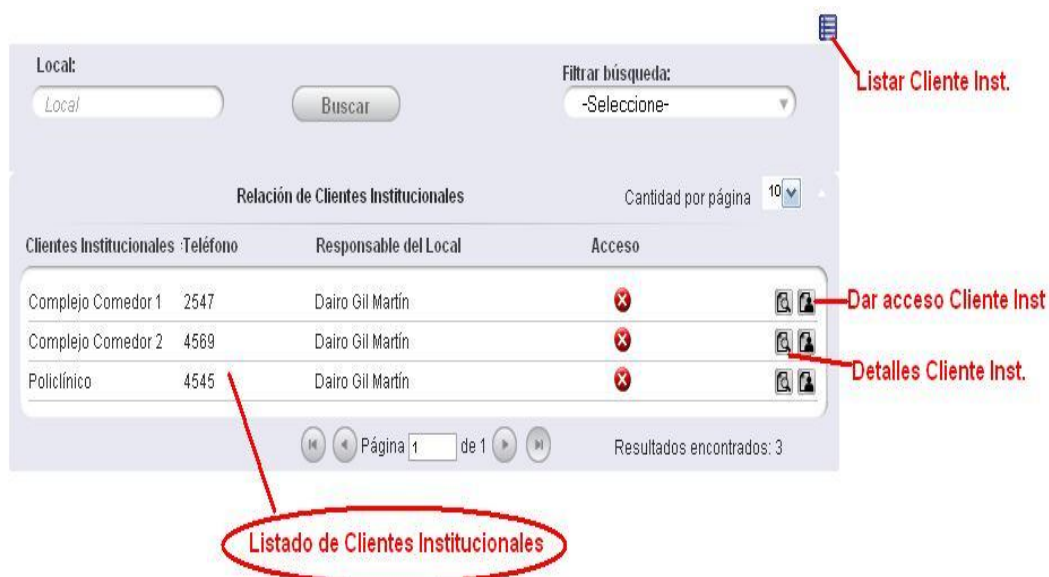 Local:
Local
Buscar
Filtrar búsqueda:
-Seleccione-
Listar Cliente Inst.
Relación de Clientes Institucionales
Cantidad por página 10
Clientes Institucionales Teléfono Responsable del Local Acceso
Complejo Comedor 1 2547 Dairo Gil Martín
Dar acceso Cliente Inst
Complejo Comedor 2 4569 Dairo Gil Martín
Detalles Cliente Inst.
Policlínico 4545 Dairo Gil Martín
Página 1 de 1
Resultados encontrados: 3
Listado de Clientes Institucionales